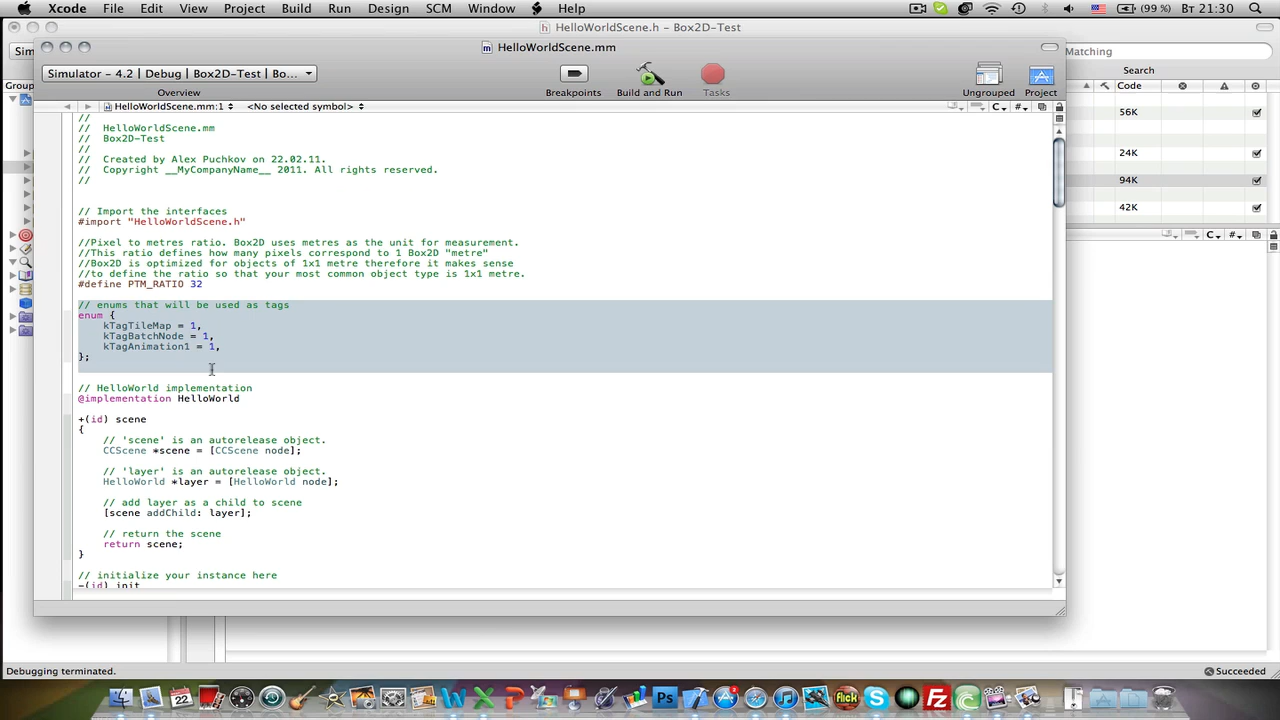 Xcode File Edit View Project Build Run Design SCM Window Help (99 %) Вт 21:30
HelloWorldScene.h – Box2D-Test
HelloWorldScene.mm
Sim
Matching
Simulator – 4.2 | Debug | Box2D-Test | Bo...
Search
Group
Overview
Breakpoints
Build and Run
Tasks
Ungrouped
Project
Code
HelloWorldScene.mm:1 <No selected symbol> C #
56K
24K
94K
42K
C #
//
//  HelloWorldScene.mm
//  Box2D-Test
//
//  Created by Alex Puchkov on 22.02.11.
//  Copyright __MyCompanyName__ 2011. All rights reserved.
//
// Import the interfaces
#import "HelloWorldScene.h"
//Pixel to metres ratio. Box2D uses metres as the unit for measurement.
//This ratio defines how many pixels correspond to 1 Box2D "metre"
//Box2D is optimized for objects of 1x1 metre therefore it makes sense
//to define the ratio so that your most common object type is 1x1 metre.
#define PTM_RATIO 32
// enums that will be used as tags
enum {
kTagTileMap = 1,
kTagBatchNode = 1,
kTagAnimation1 = 1,
};
// HelloWorld implementation
@implementation HelloWorld
+(id) scene
{
// 'scene' is an autorelease object.
CCScene *scene = [CCScene node];
// 'layer' is an autorelease object.
HelloWorld *layer = [HelloWorld node];
// add layer as a child to scene
[scene addChild: layer];
// return the scene
return scene;
}
// initialize your instance here
-(id) init
Debugging terminated.
Succeeded
22
Ps
flick
Fz